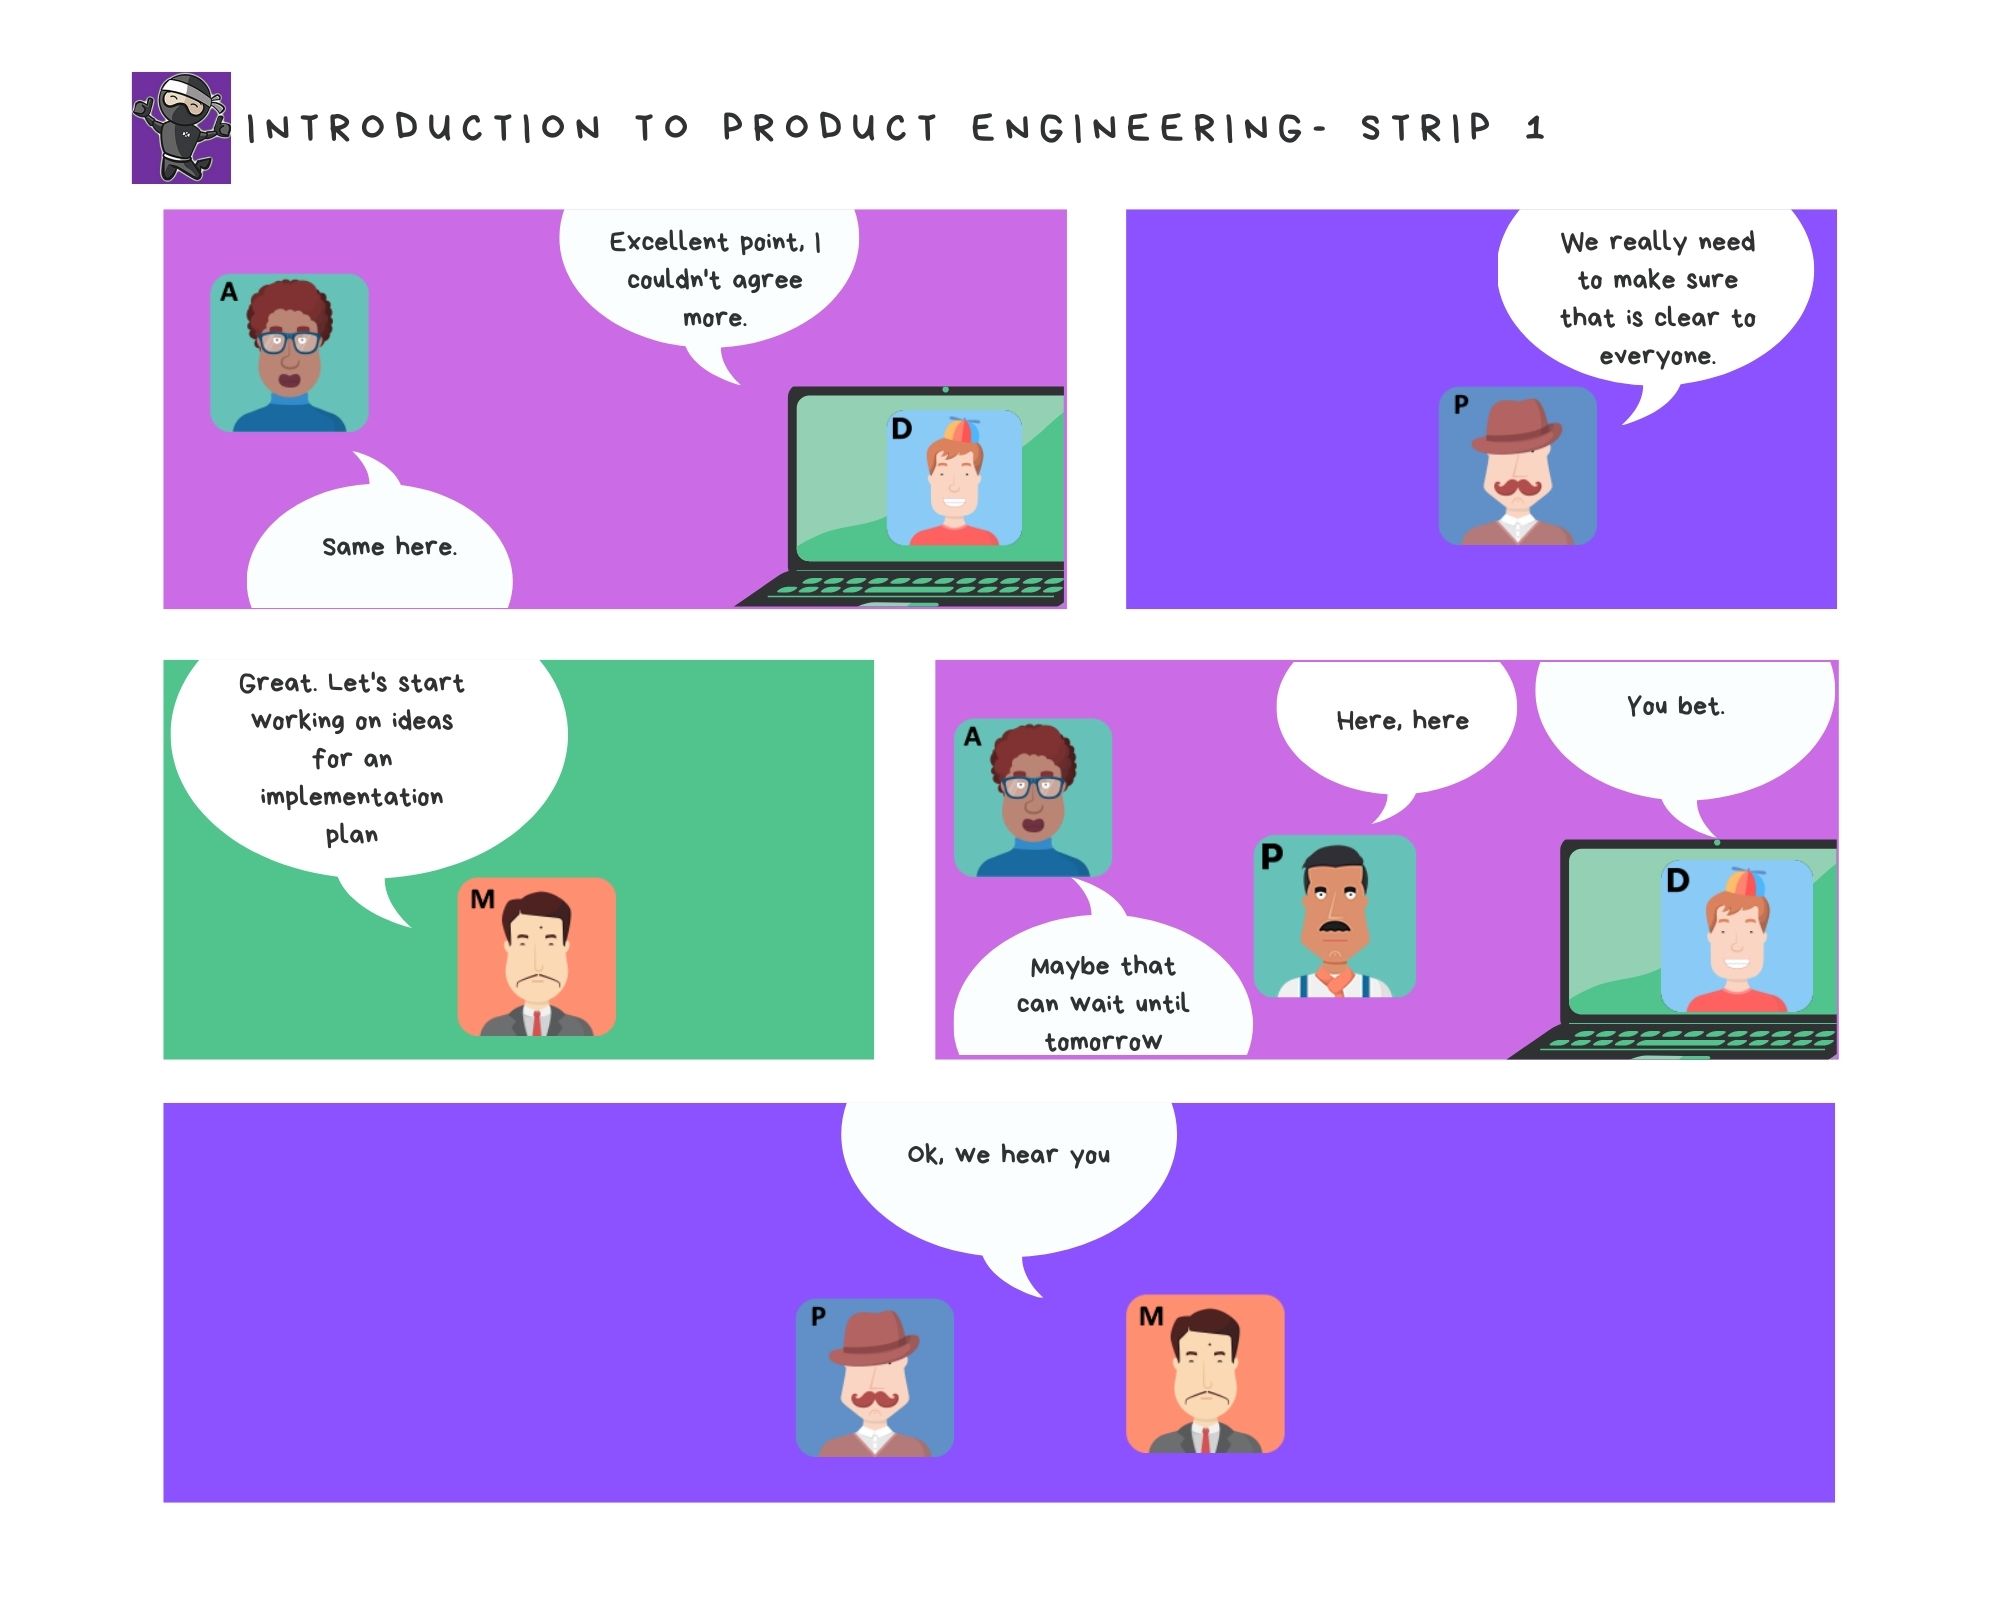 INTRODUCTION TO PRODUCT ENGINEERING- STRIP 1
A
Excellent point, I
couldn't agree
more.
D
Same here.
We really need
to make sure
that is clear to
everyone.
P
Great. Let's start
working on ideas
for an
implementation
plan
M
A
Maybe that
can wait until
tomorrow
Here, here
P
You bet.
D
Ok, we hear you
P
M